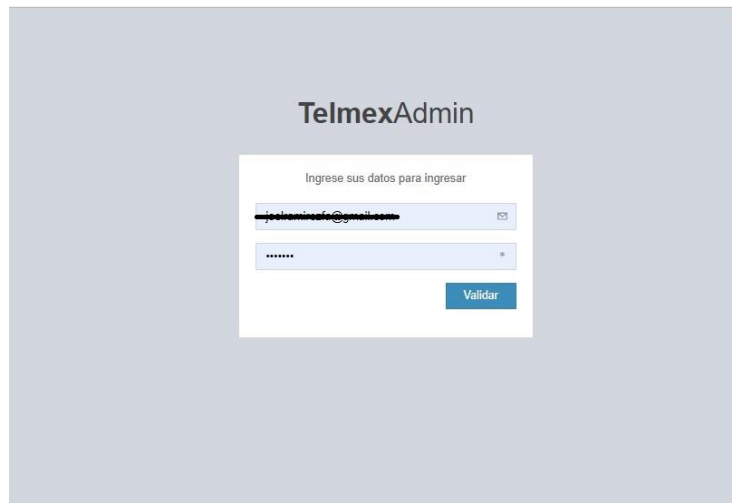 TelmexAdmin
Ingrese sus datos para ingresar
•••••••
*
Validar